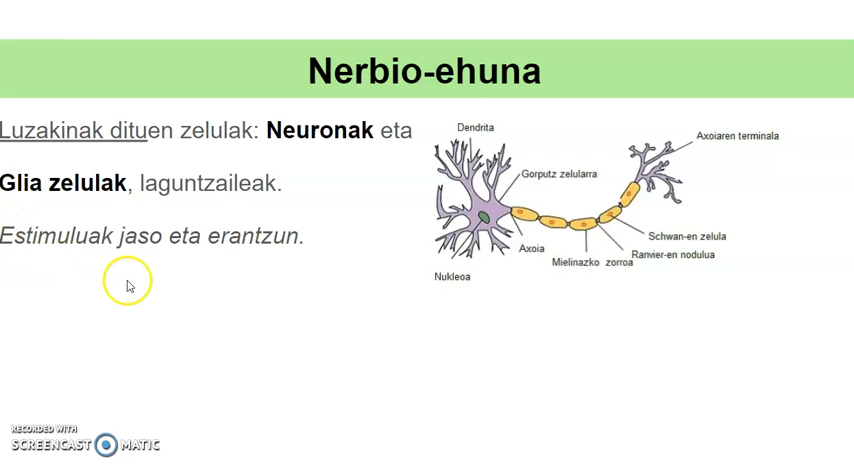 Nerbio-ehuna
Luzakinak dituen zelulak: Neuronak eta
Glia zelulak, laguntzaileak.
Estimuluak jaso eta erantzun.
Dendrita
Axoiaren terminala
Gorputz zelularra
Schwan-en zelula
Axoia
Ranvier-en nodulua
Mielinazko zorroa
Nukleoa
RECORDED WITH
SCREENCAST MATIC